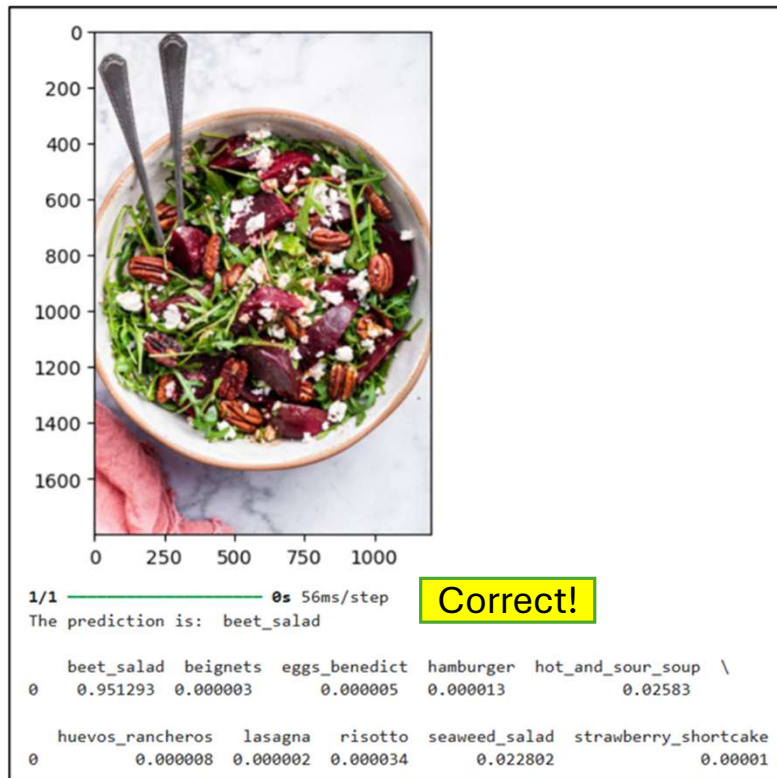 0
200
400
600
800
1000
1200
1400
1600
0 250 500 750 1000
1/1 ━━━━━━━━━━━━━━━━━━━━ 0s 56ms/step
Correct!
The prediction is:  beet_salad
beet_salad  beignets  eggs_benedict  hamburger  hot_and_sour_soup  \
0    0.951293  0.000003       0.000005   0.000013            0.02583
huevos_rancheros   lasagna   risotto  seaweed_salad  strawberry_shortcake
0          0.000008  0.000002  0.000034       0.022802               0.00001